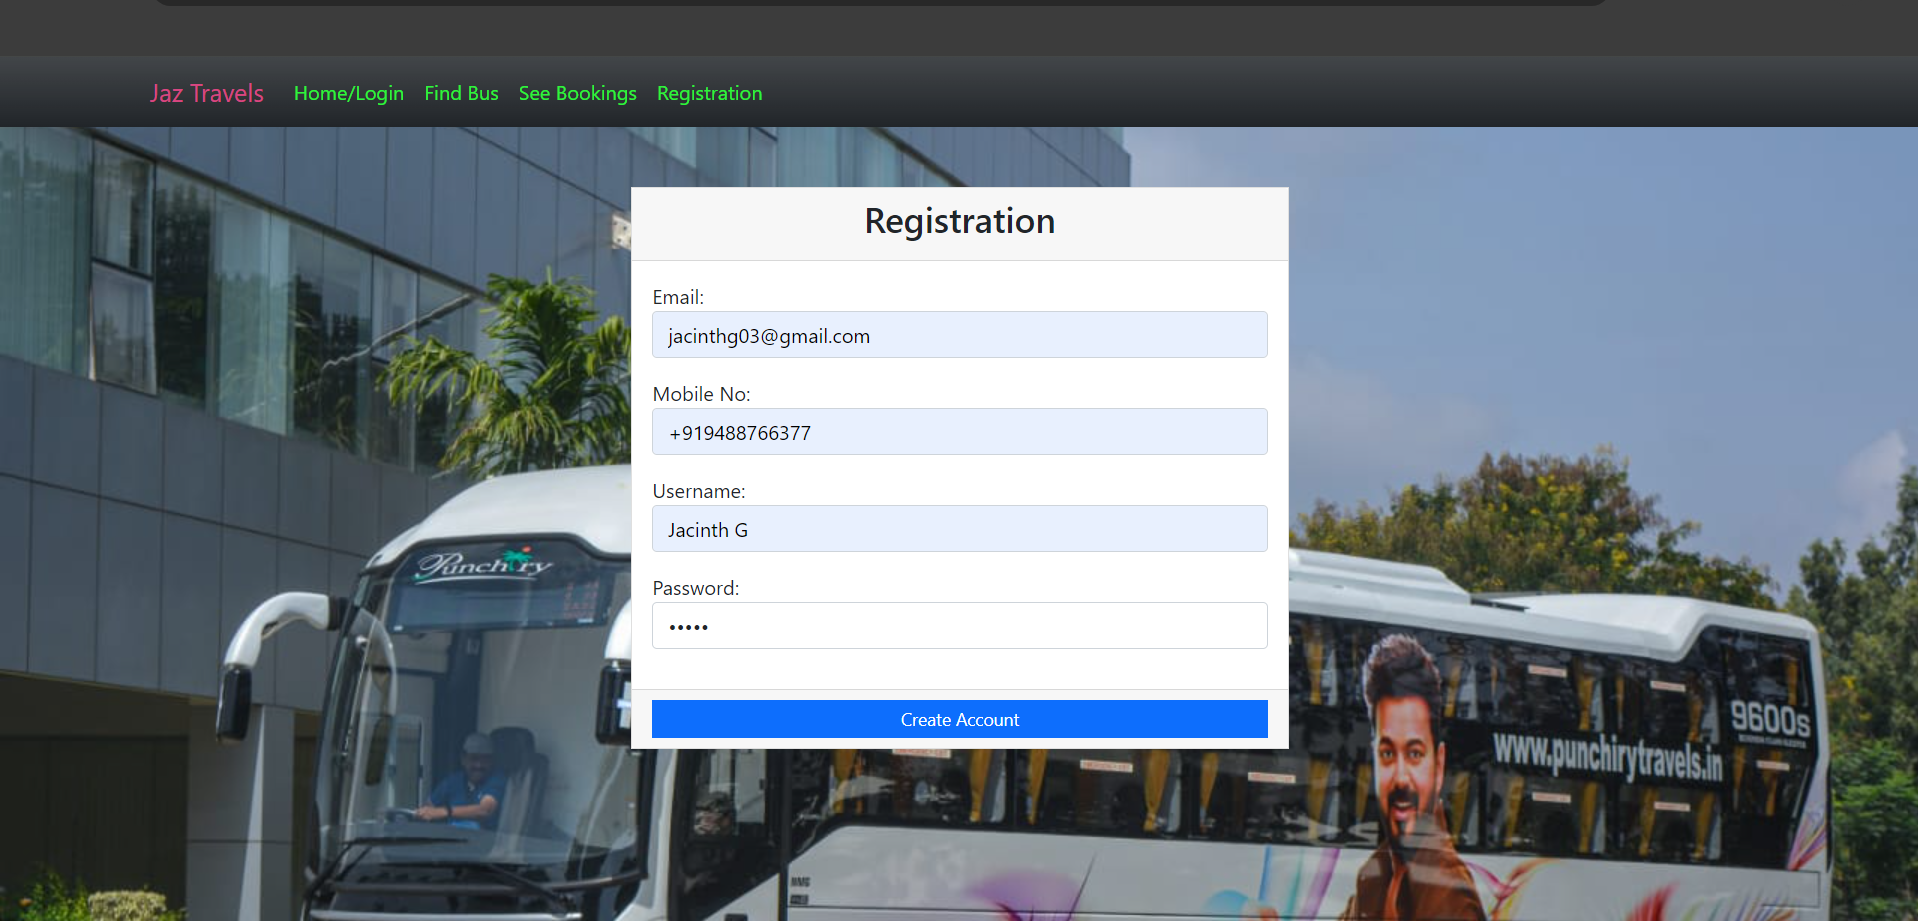 Jaz Travels Home/Login Find Bus See Bookings Registration
Registration
Email:
jacinthg03@gmail.com
Mobile No:
+919488766377
Username:
Jacinth G
Password:
•••••
Create Account
Punchiry
9600s
www.punchirytravels.in